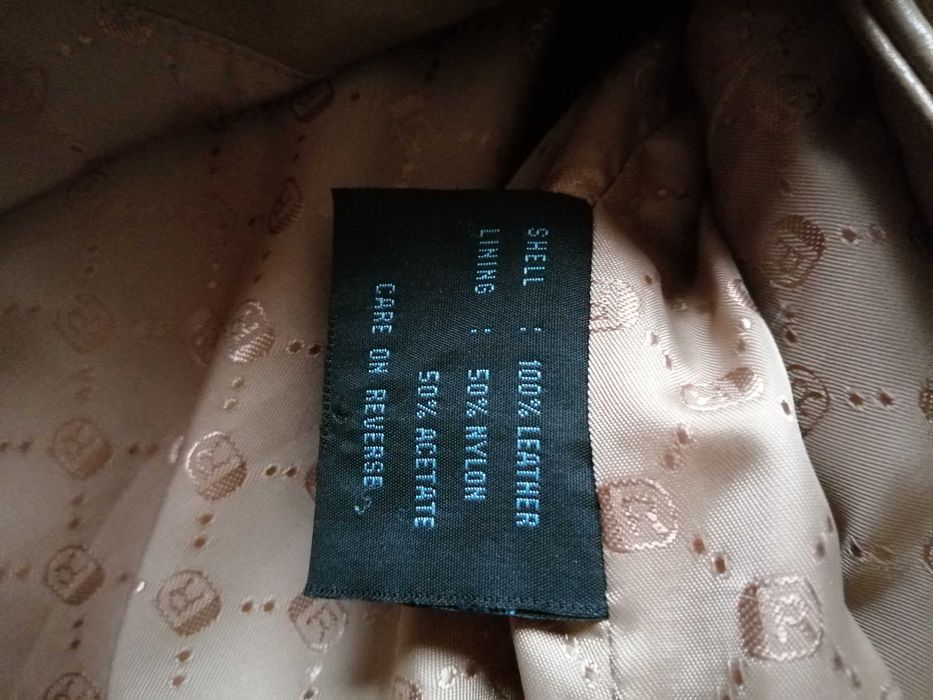 SHELL : 100% LEATHER
LINING : 50% NYLON
50% ACETATE
CARE ON REVERSE